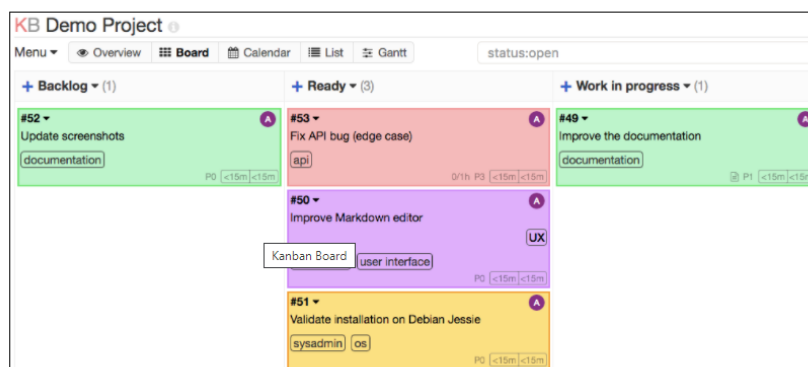 KB Demo Project
Menu Overview Board Calendar List Gantt status:open
+ Backlog (1)
#52 A
Update screenshots
documentation
P0 <15m <15m
+ Ready (3)
#53 A
Fix API bug (edge case)
api
0/1h P3 <15m <15m
#50 A
Improve Markdown editor
UX
Kanban Board
user interface
P0 <15m <15m
#51 A
Validate installation on Debian Jessie
sysadmin os
P0 <15m <15m
+ Work in progress (1)
#49 A
Improve the documentation
documentation
P1 <15m <15m